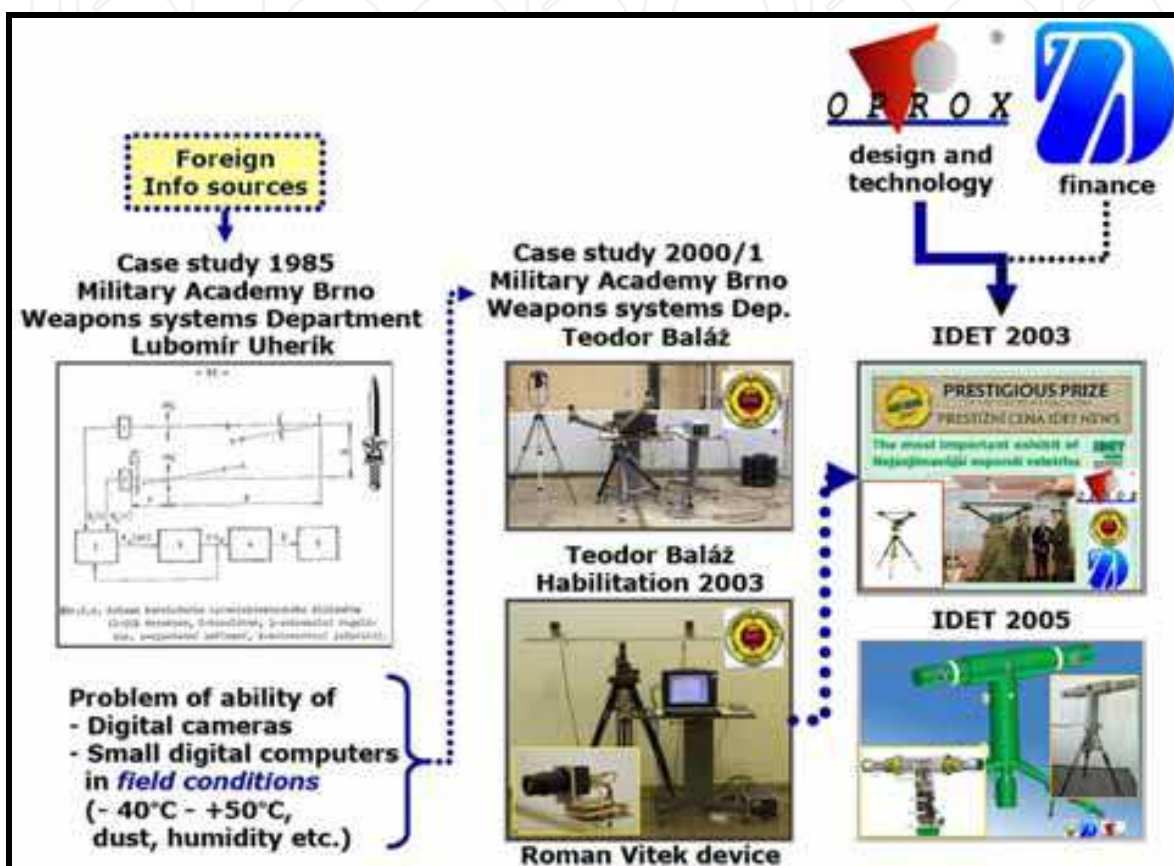 Foreign
Info sources
Case study 1985
Military Academy Brno
Weapons systems Department
Lubomír Uherík
Problem of ability of
- Digital cameras
- Small digital computers
in field conditions
(- 40°C - +50°C,
dust, humidity etc.)
Case study 2000/1
Military Academy Brno
Weapons systems Dep.
Teodor Baláž
Teodor Baláž
Habilitation 2003
Roman Vitek device
OPROX
design and
technology
finance
IDET 2003
PRESTIGIOUS PRIZE
PRESTIŽNÍ CENA IDET NEWS
The most important exhibit of
IDET 2005